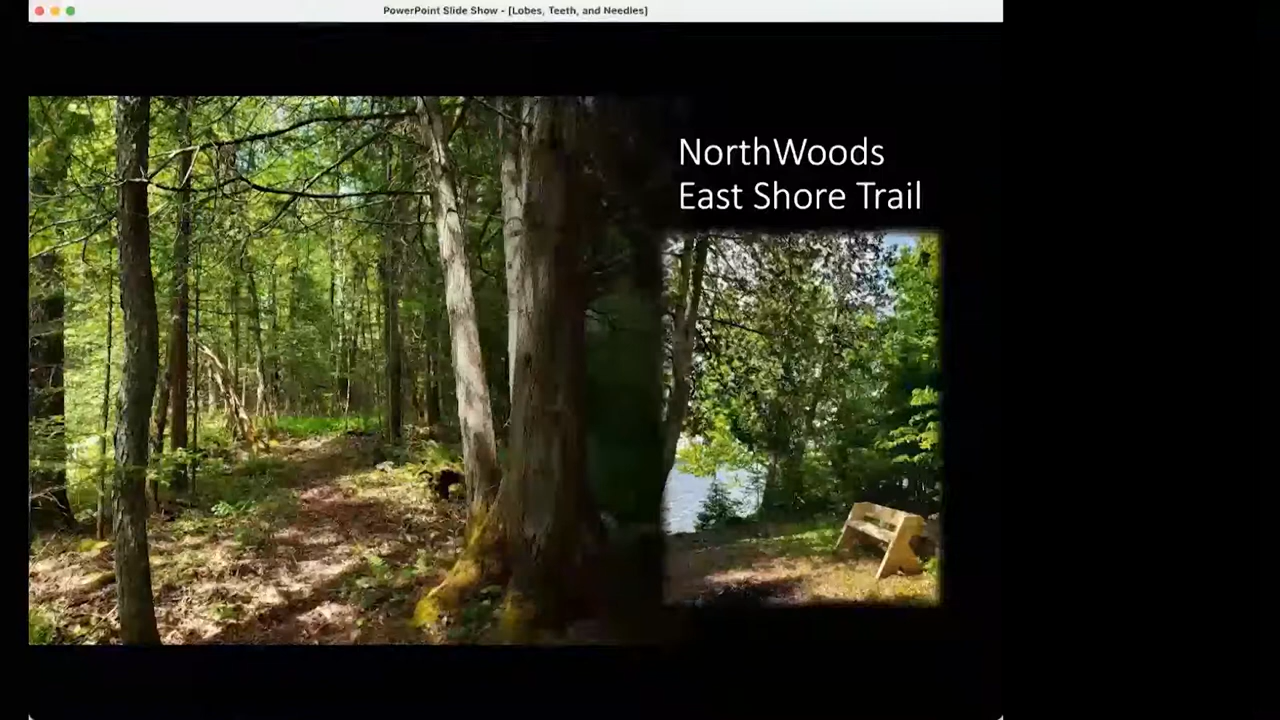 PowerPoint Slide Show - [Lobes, Teeth, and Needles]
NorthWoods
East Shore Trail